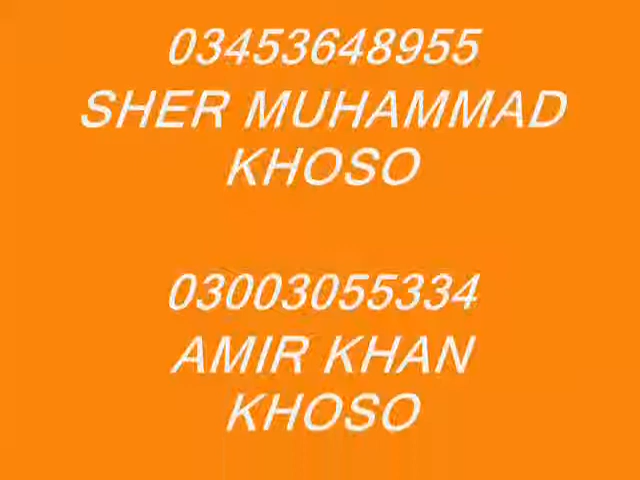 03453648955
SHER MUHAMMAD
KHOSO
03003055334
AMIR KHAN
KHOSO